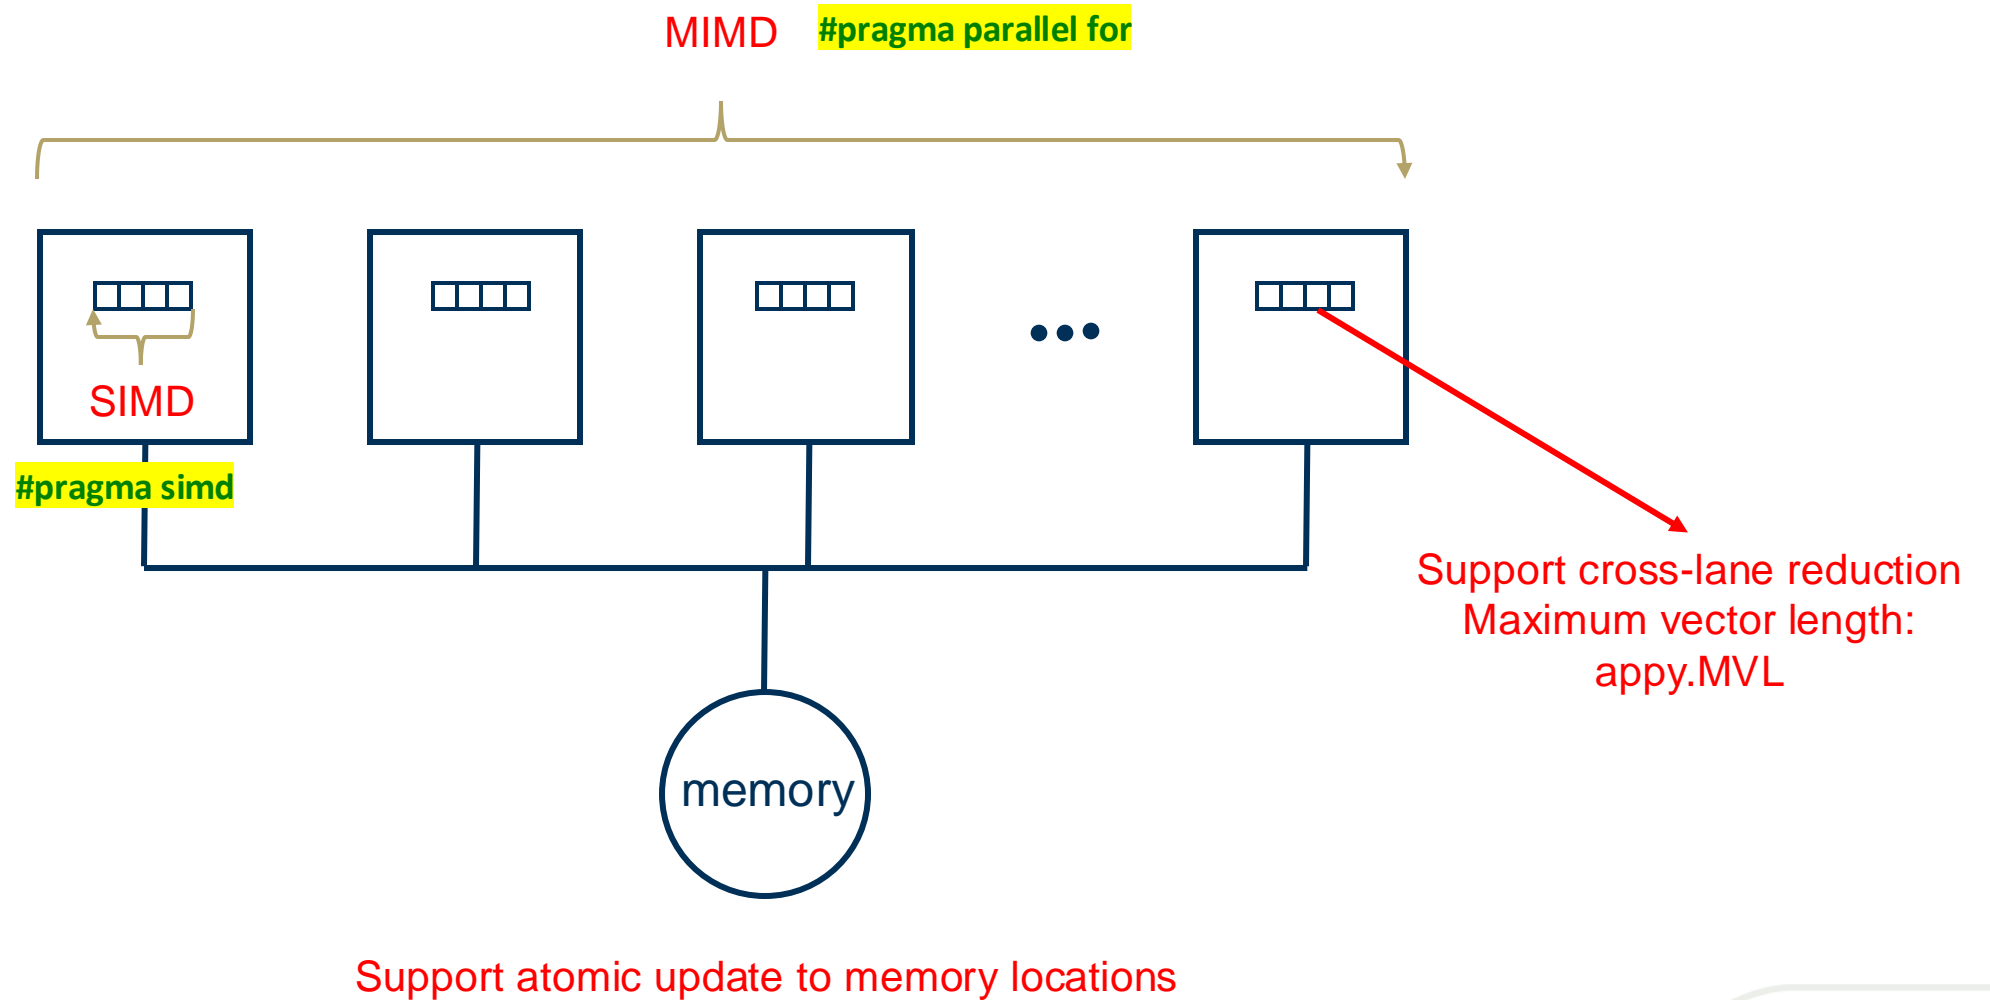 MIMD #pragma parallel for
SIMD
#pragma simd
Support cross-lane reduction
Maximum vector length:
appy.MVL
memory
Support atomic update to memory locations